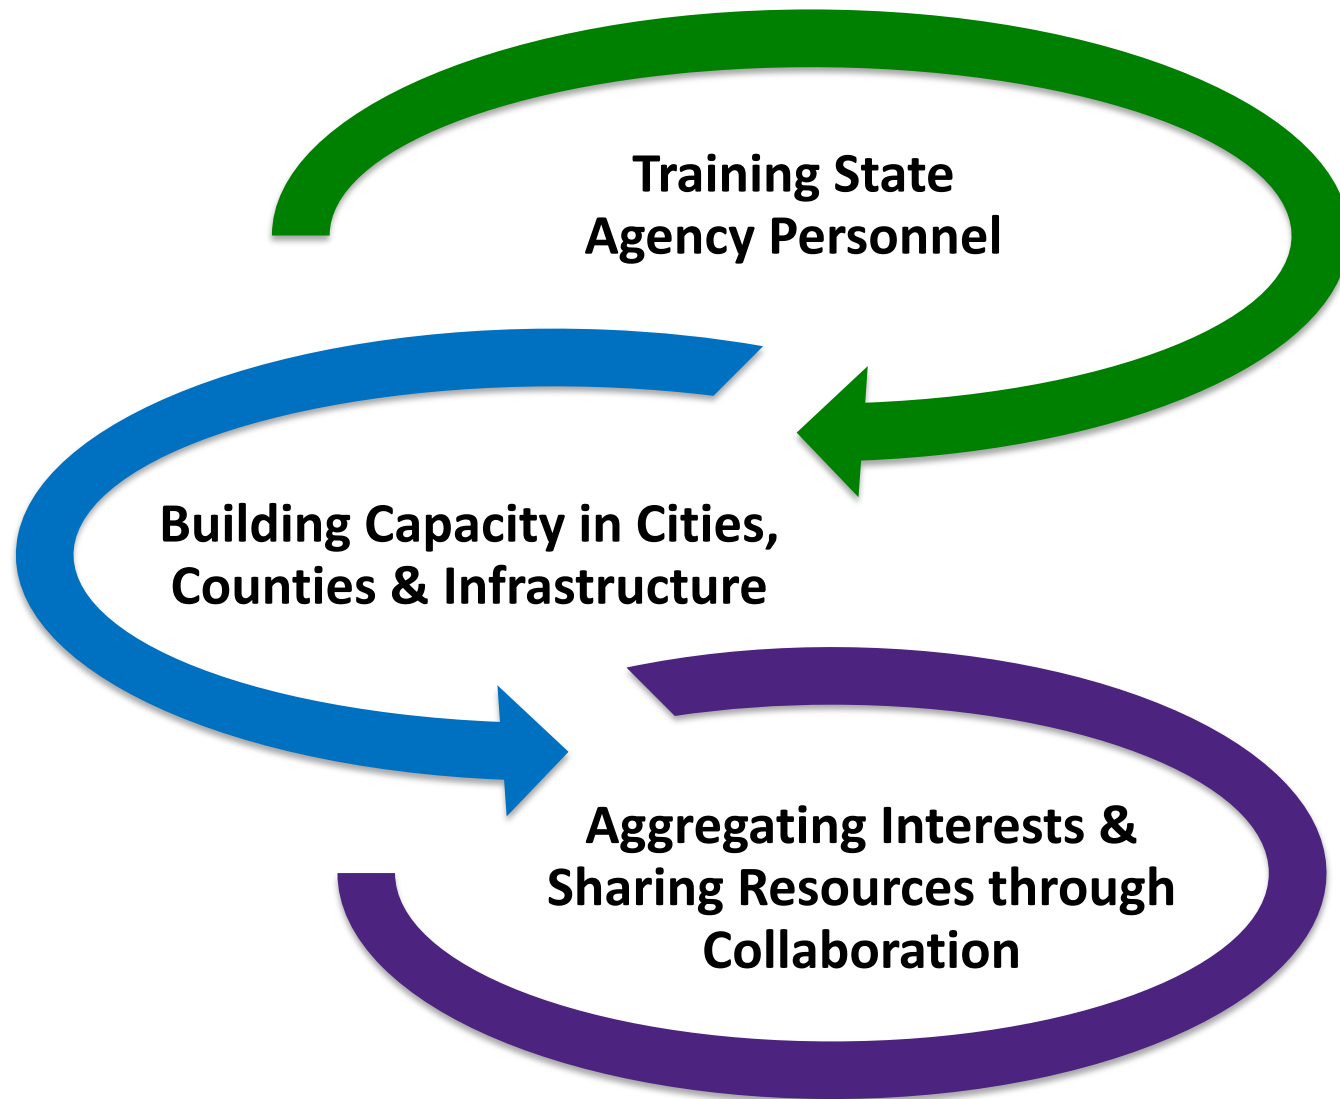 Training State
Agency Personnel
Building Capacity in Cities,
Counties & Infrastructure
Aggregating Interests &
Sharing Resources through
Collaboration